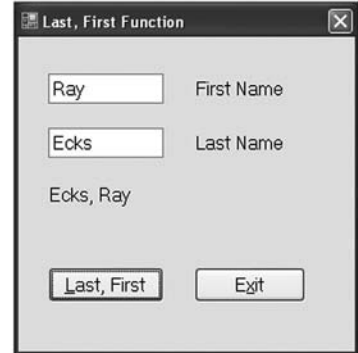 Last, First Function
Ray First Name
Ecks Last Name
Ecks, Ray
Last, First Exit